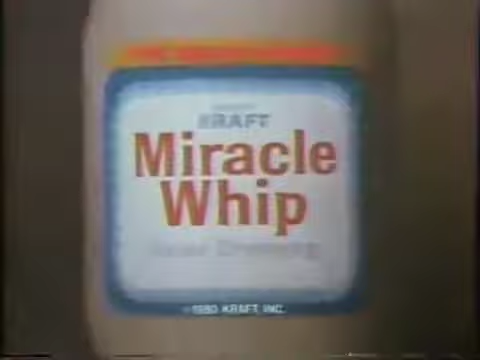 KRAFT
Miracle
Whip
Salad Dressing
©1980 KRAFT, INC.